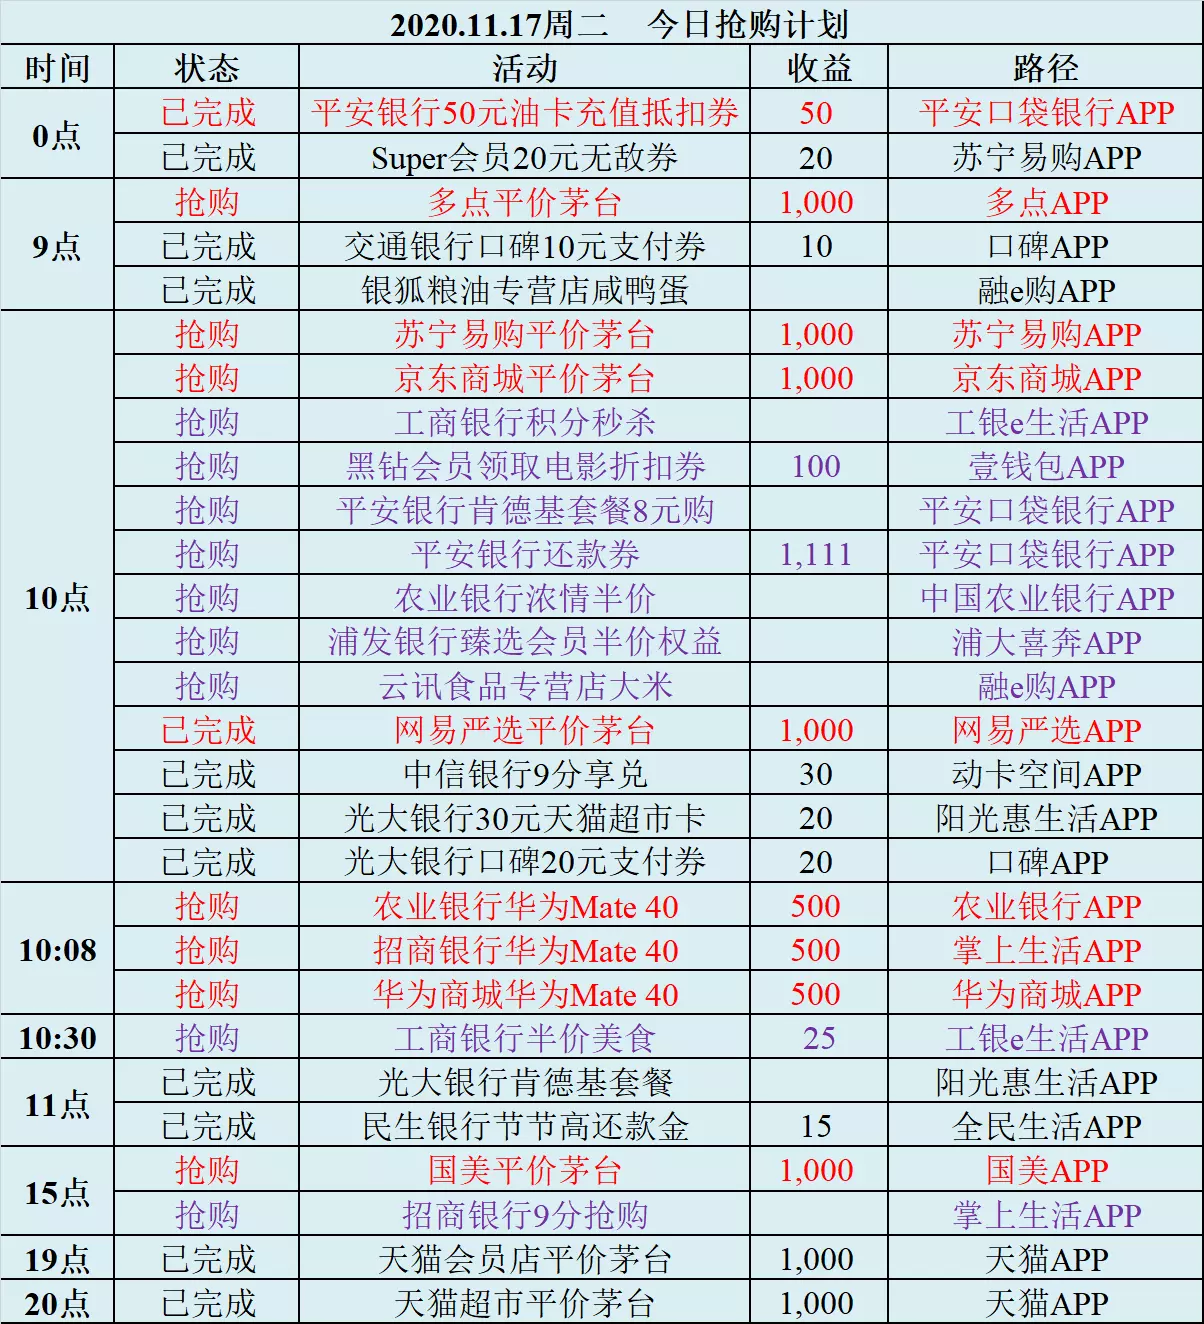 2020.11.17周二 今日抢购计划
时间 状态 活动 收益 路径
0点 已完成 平安银行50元油卡充值抵扣券 50 平安口袋银行APP
已完成 Super会员20元无敌券 20 苏宁易购APP
9点 抢购 多点平价茅台 1,000 多点APP
已完成 交通银行口碑10元支付券 10 口碑APP
已完成 银狐粮油专营店咸鸭蛋 融e购APP
10点 抢购 苏宁易购平价茅台 1,000 苏宁易购APP
抢购 京东商城平价茅台 1,000 京东商城APP
抢购 工商银行积分秒杀 工银e生活APP
抢购 黑钻会员领取电影折扣券 100 壹钱包APP
抢购 平安银行肯德基套餐8元购 平安口袋银行APP
抢购 平安银行还款券 1,111 平安口袋银行APP
抢购 农业银行浓情半价 中国农业银行APP
抢购 浦发银行臻选会员半价权益 浦大喜奔APP
抢购 云讯食品专营店大米 融e购APP
已完成 网易严选平价茅台 1,000 网易严选APP
已完成 中信银行9分享兑 30 动卡空间APP
已完成 光大银行30元天猫超市卡 20 阳光惠生活APP
已完成 光大银行口碑20元支付券 20 口碑APP
10:08 抢购 农业银行华为Mate 40 500 农业银行APP
抢购 招商银行华为Mate 40 500 掌上生活APP
抢购 华为商城华为Mate 40 500 华为商城APP
10:30 抢购 工商银行半价美食 25 工银e生活APP
11点 已完成 光大银行肯德基套餐 阳光惠生活APP
已完成 民生银行节节高还款金 15 全民生活APP
15点 抢购 国美平价茅台 1,000 国美APP
抢购 招商银行9分抢购 掌上生活APP
19点 已完成 天猫会员店平价茅台 1,000 天猫APP
20点 已完成 天猫超市平价茅台 1,000 天猫APP